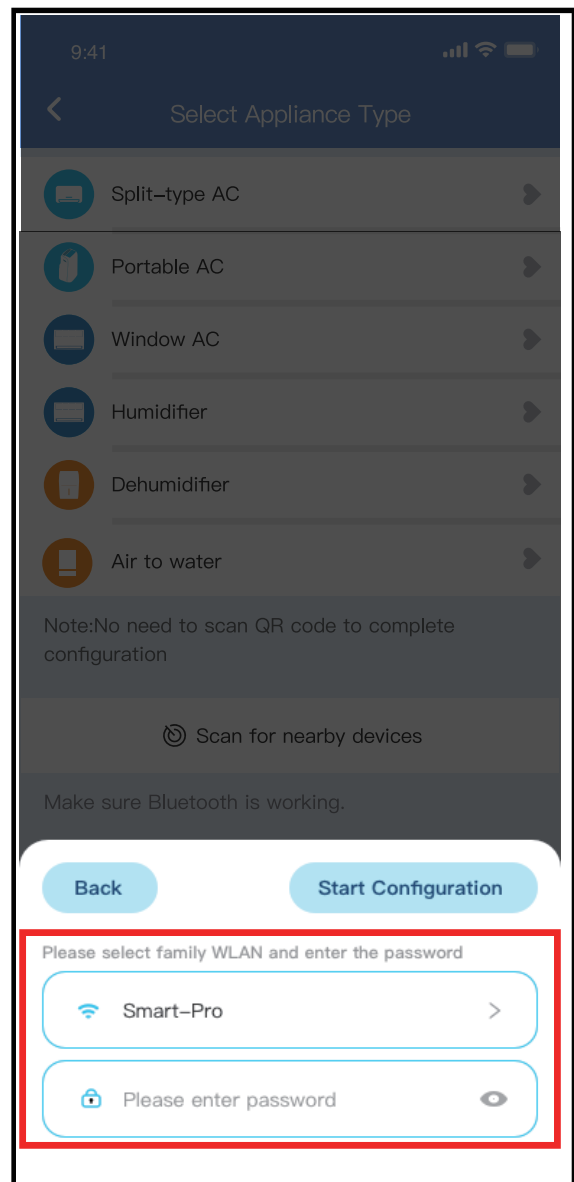 9:41
Select Appliance Type
Split-type AC
Portable AC
Window AC
Humidifier
Dehumidifier
Air to water
Note:No need to scan QR code to complete
configuration
Scan for nearby devices
Make sure Bluetooth is working.
Back
Start Configuration
Please select family WLAN and enter the password
Smart-Pro
Please enter password